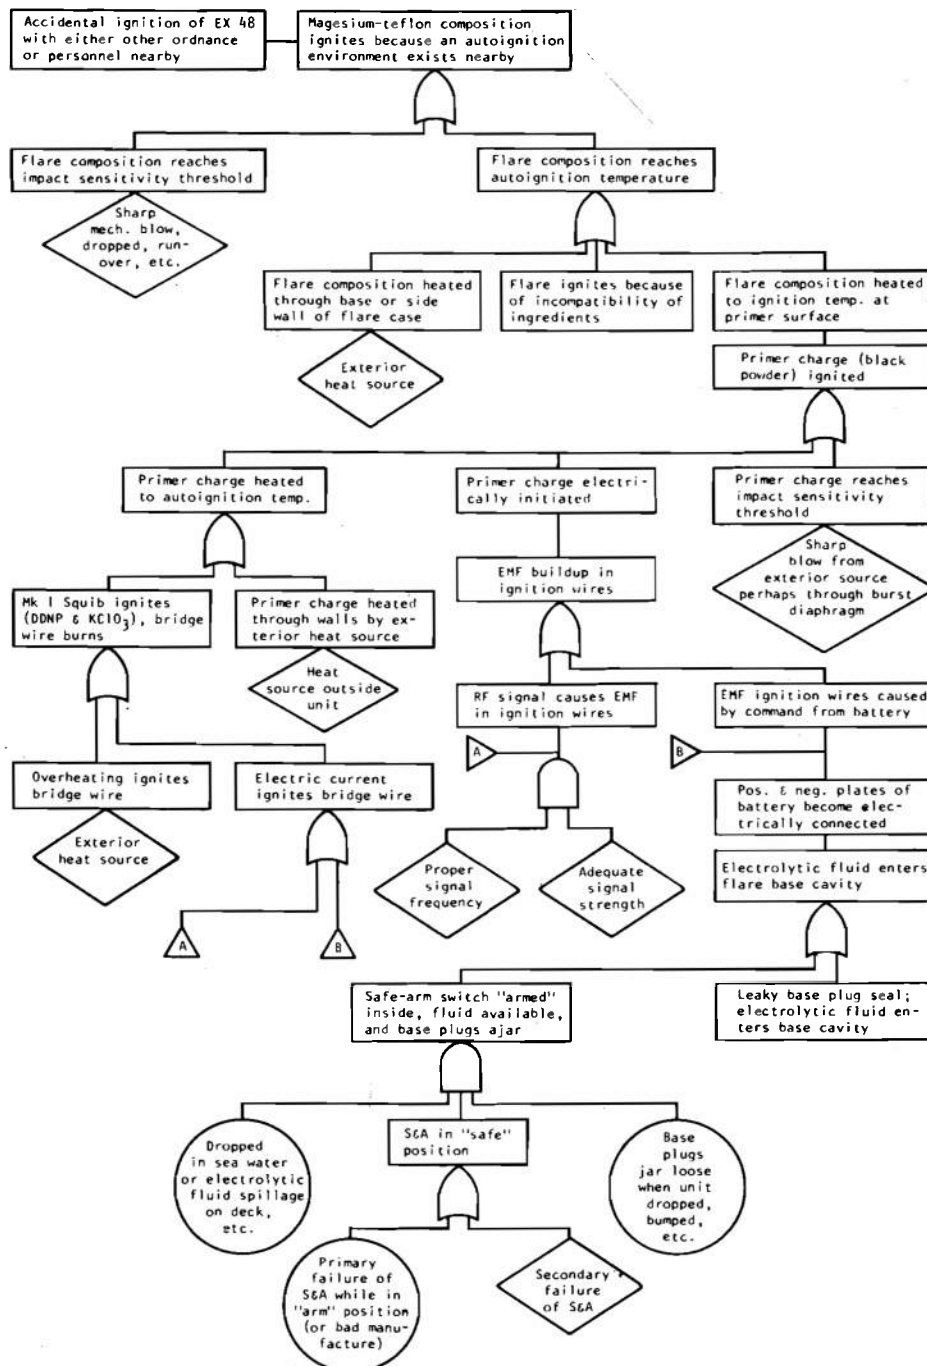 Accidental ignition of EX 48
with either other ordnance
or personnel nearby
Magesium-teflon composition
ignites because an autoignition
environment exists nearby
Flare composition reaches
impact sensitivity threshold
Flare composition reaches
autoignition temperature
Sharp
mech. blow,
dropped, run-
over, etc.
Flare composition heated
through base or side
wall of flare case
Flare ignites because
of incompatibility of
ingredients
Flare composition heated
to ignition temp. at
primer surface
Exterior
heat source
Primer charge (black
powder) ignited
Primer charge heated
to autoignition temp.
Primer charge electri-
cally initiated
Primer charge reaches
impact sensitivity
threshold
Sharp
blow from
exterior source
perhaps through burst
diaphragm
EMF buildup in
ignition wires
Mk I Squib ignites
(DDNP & KClO3), bridge
wire burns
Primer charge heated
through walls by ex-
terior heat source
Heat
source outside
unit
RF signal causes EMF
in ignition wires
EMF ignition wires caused
by command from battery
A
B
Overheating ignites
bridge wire
Electric current
ignites bridge wire
Pos. & neg. plates of
battery become elec-
trically connected
Exterior
heat source
Proper
signal
frequency
Adequate
signal
strength
Electrolytic fluid enters
flare base cavity
A
B
Safe-arm switch "armed"
inside, fluid available,
and base plugs ajar
Leaky base plug seal;
electrolytic fluid en-
ters base cavity
Dropped
in sea water
or electrolytic
fluid spillage
on deck,
etc.
S&A in "safe"
position
Base
plugs
jar loose
when unit
dropped,
bumped,
etc.
Primary
failure of
S&A while in
"arm" position
(or bad manu-
facture)
Secondary
failure
of S&A